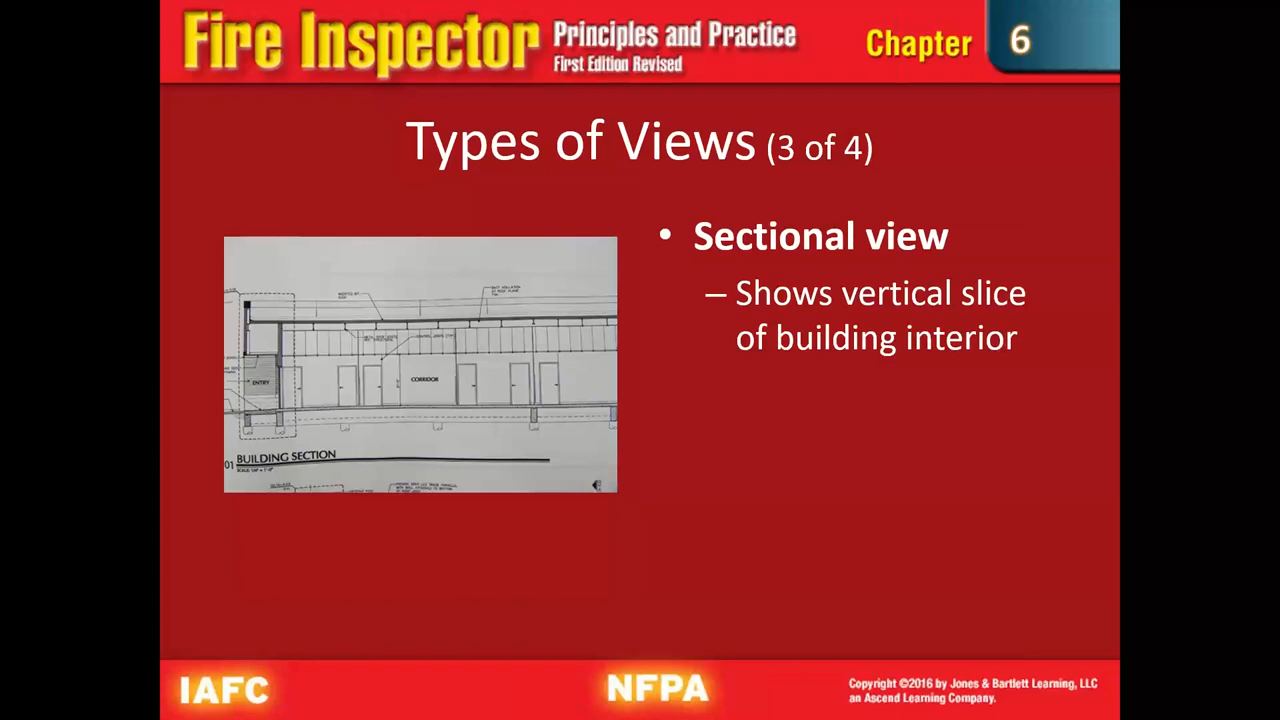 Fire Inspector
Principles and Practice
First Edition Revised
Chapter 6
Types of Views (3 of 4)
• Sectional view
– Shows vertical slice
of building interior
ENTRY
CORRIDOR
01 BUILDING SECTION
IAFC
NFPA
Copyright ©2016 by Jones & Bartlett Learning, LLC
an Ascend Learning Company.